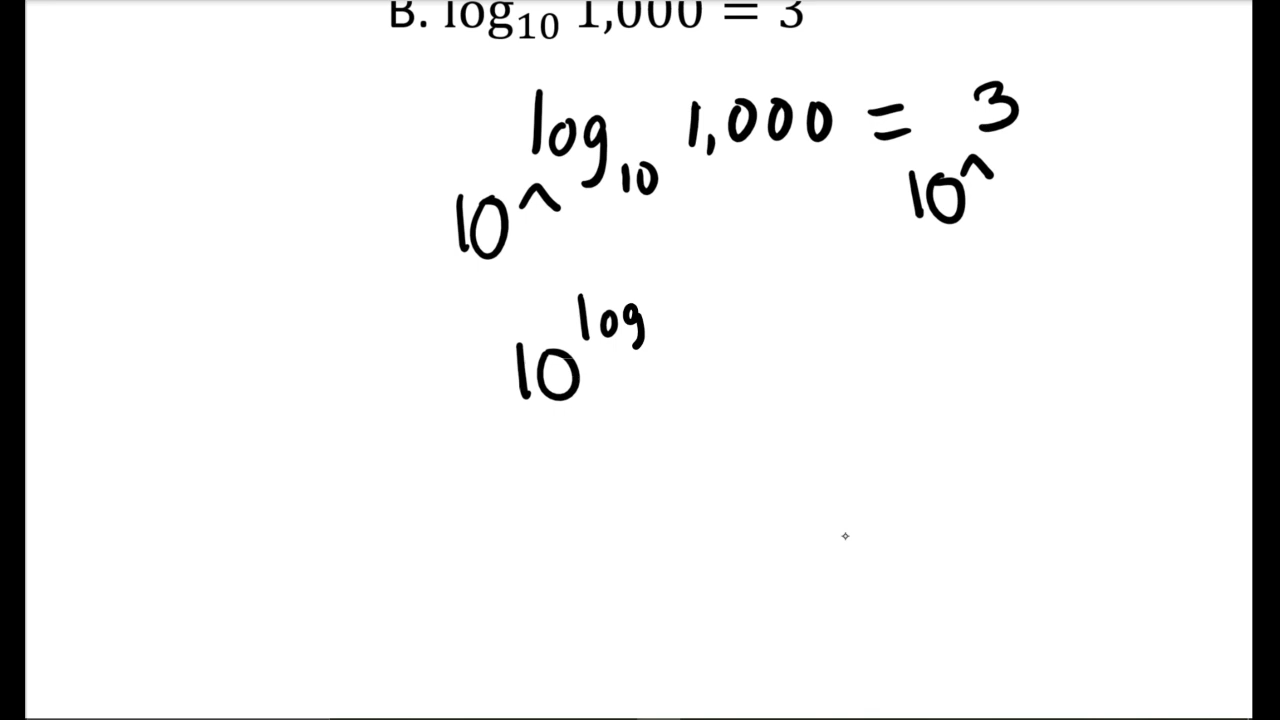 B. log₁₀ 1,000 = 3
log₁₀ 1,000 = 3
10^ 10^
10^log